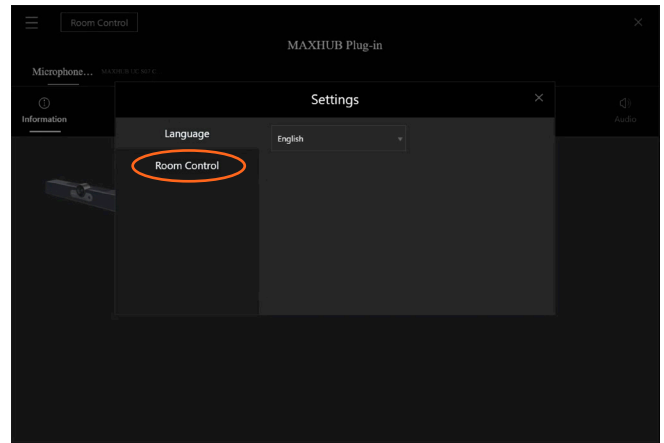 Room Control
MAXHUB Plug-in
Microphone...
Settings
Information
Audio
Language
English
Room Control